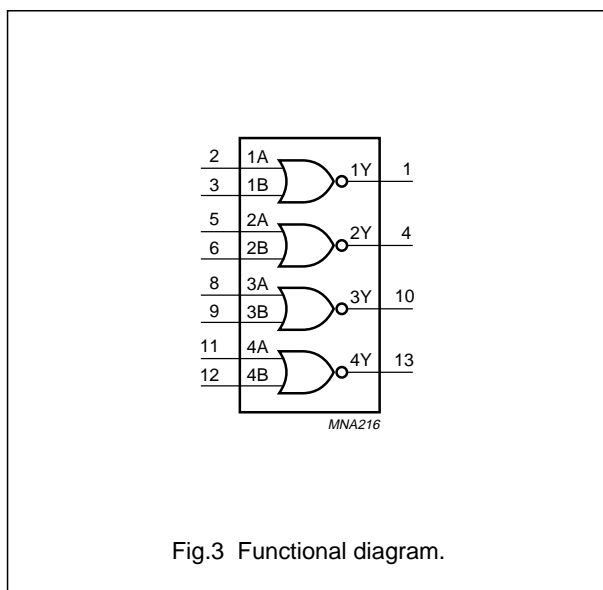 2 1A 1Y 1
3 1B
5 2A 2Y 4
6 2B
8 3A 3Y 10
9 3B
11 4A 4Y 13
12 4B
MNA216
Fig.3 Functional diagram.